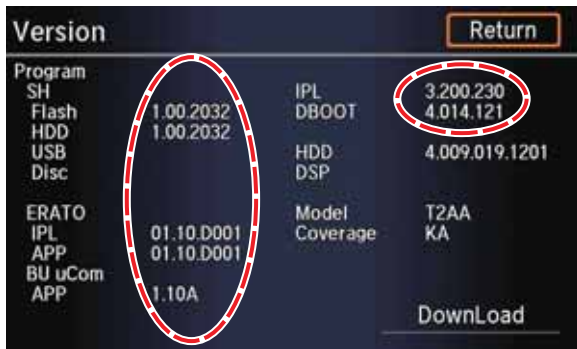 Version
Return
Program
SH
Flash 1.00.2032
HDD 1.00.2032
USB
Disc
ERATO
IPL 01.10.D001
APP 01.10.D001
BU uCom
APP 1.10A
IPL 3.200.230
DBOOT 4.014.121
HDD 4.009.019.1201
DSP
Model T2AA
Coverage KA
DownLoad